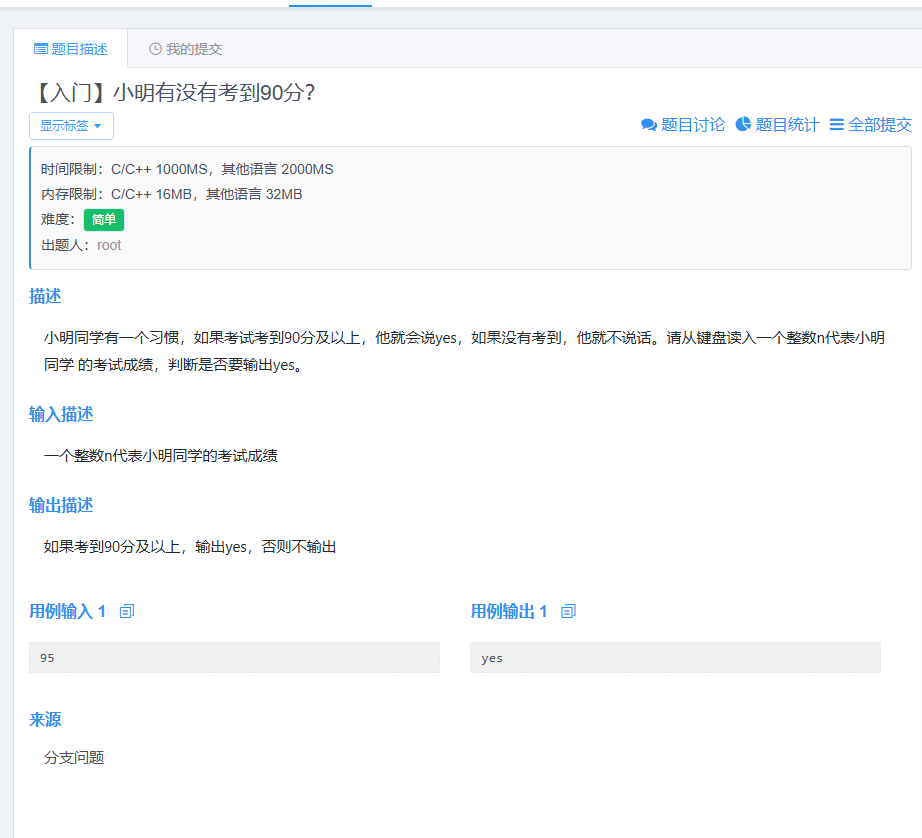 题目描述 我的提交
【入门】小明有没有考到90分?
显示标签 题目讨论 题目统计 全部提交
时间限制：C/C++ 1000MS，其他语言 2000MS
内存限制：C/C++ 16MB，其他语言 32MB
难度： 简单
出题人：root
描述
小明同学有一个习惯，如果考试考到90分及以上，他就会说yes，如果没有考到，他就不说话。请从键盘读入一个整数n代表小明
同学 的考试成绩，判断是否要输出yes。
输入描述
一个整数n代表小明同学的考试成绩
输出描述
如果考到90分及以上，输出yes，否则不输出
用例输入 1 用例输出 1
95 yes
来源
分支问题